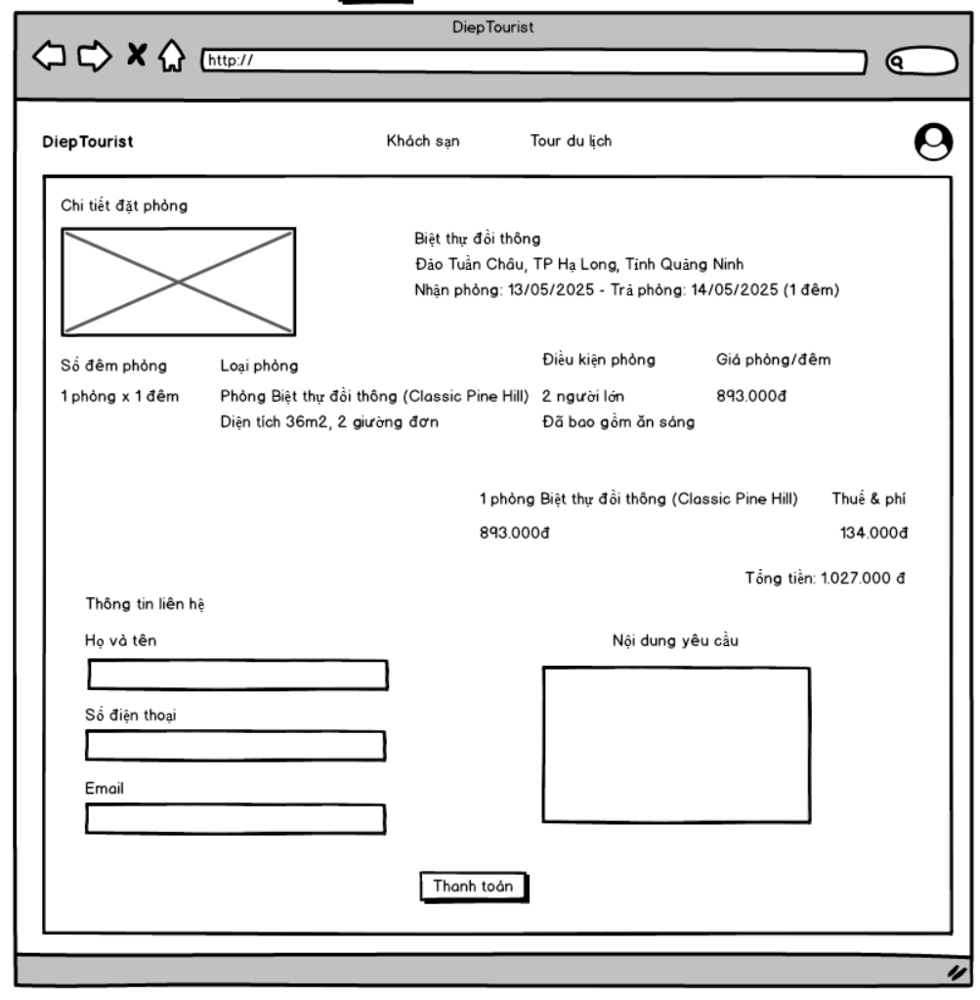 DiepTourist
http://
DiepTourist
Khách sạn
Tour du lịch
Chi tiết đặt phòng
Biệt thự đồi thông
Đảo Tuần Châu, TP Hạ Long, Tỉnh Quảng Ninh
Nhận phòng: 13/05/2025 - Trả phòng: 14/05/2025 (1 đêm)
Số đêm phòng
Loại phòng
Điều kiện phòng
Giá phòng/đêm
1 phòng x 1 đêm
Phòng Biệt thự đồi thông (Classic Pine Hill)
2 người lớn
893.000đ
Diện tích 36m2, 2 giường đơn
Đã bao gồm ăn sáng
1 phòng Biệt thự đồi thông (Classic Pine Hill)
Thuế & phí
893.000đ
134.000đ
Tổng tiền: 1.027.000 đ
Thông tin liên hệ
Họ và tên
Nội dung yêu cầu
Số điện thoại
Email
Thanh toán